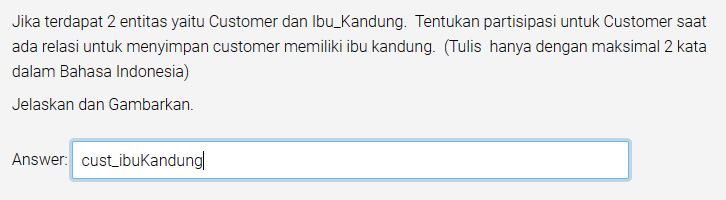 Jika terdapat 2 entitas yaitu Customer dan Ibu_Kandung. Tentukan partisipasi untuk Customer saat
ada relasi untuk menyimpan customer memiliki ibu kandung. (Tulis hanya dengan maksimal 2 kata
dalam Bahasa Indonesia)
Jelaskan dan Gambarkan.
Answer: cust_ibuKandung